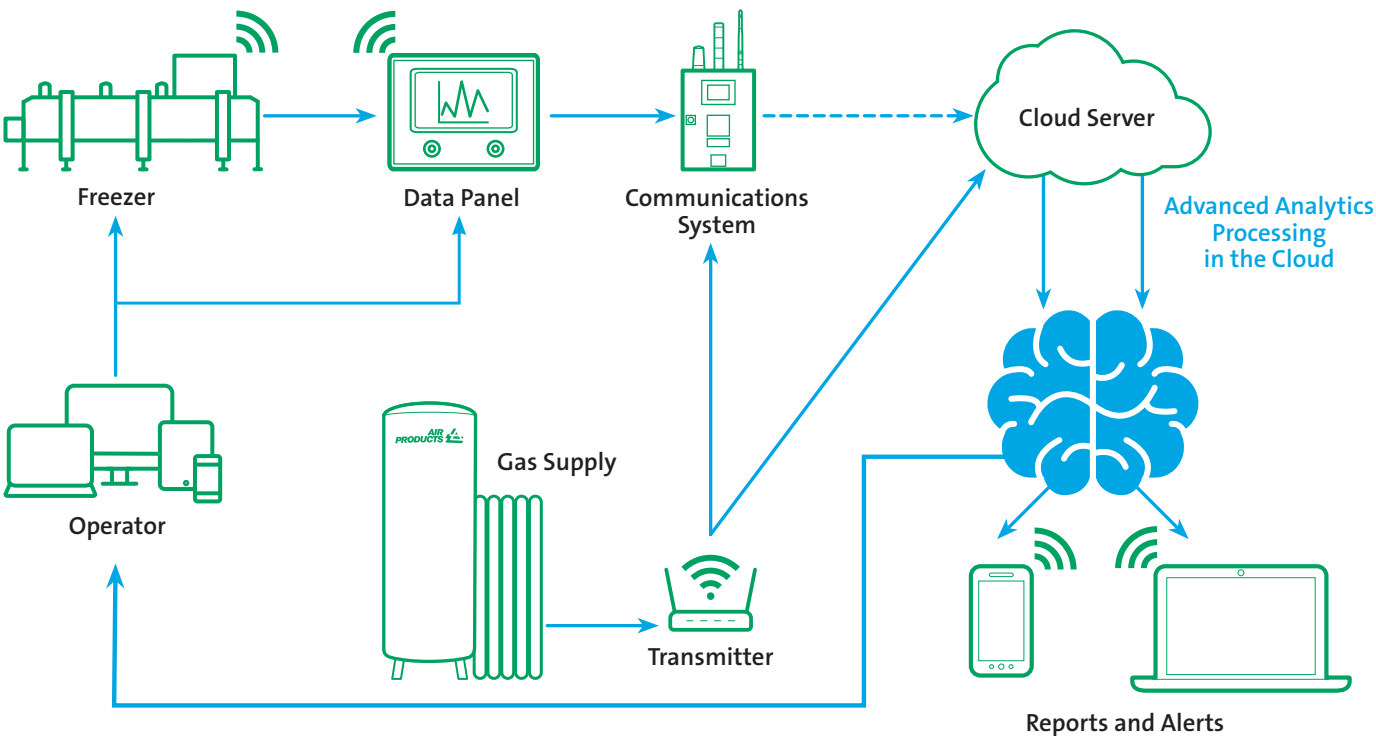 Cloud Server
Freezer
Data Panel
Communications
System
Advanced Analytics
Processing
in the Cloud
AIR
PRODUCTS
Gas Supply
Operator
Transmitter
Reports and Alerts